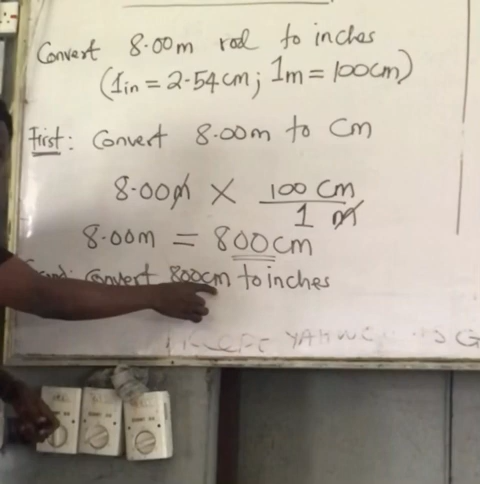 Convert 8.00m rod to inches
(1in = 2.54cm; 1m = 100cm)
First: Convert 8.00m to Cm
8.00m × 100 cm
1 m
8.00m = 800cm
Convert 800cm to inches